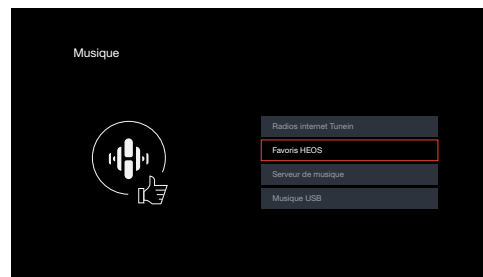 Musique
Radios internet Tunein
Favoris HEOS
Serveur de musique
Musique USB